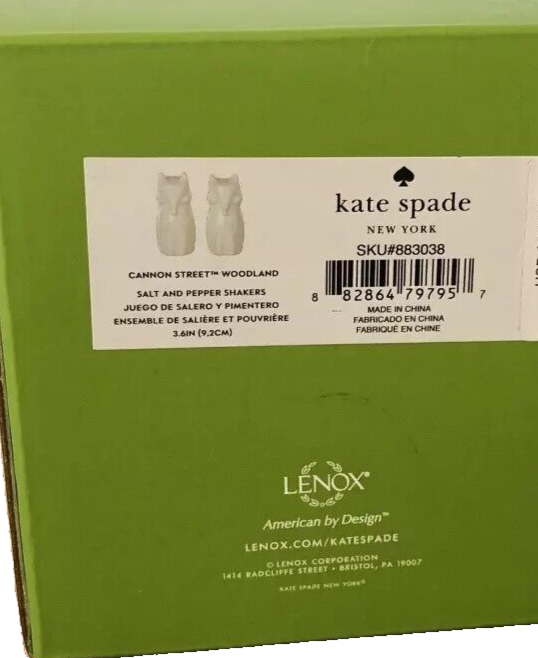 CANNON STREET™ WOODLAND
SALT AND PEPPER SHAKERS
JUEGO DE SALERO Y PIMENTERO
ENSEMBLE DE SALIÈRE ET POUVRIÈRE
3.6IN (9,2CM)
kate spade
NEW YORK
SKU#883038
8 82864 79795 7
MADE IN CHINA
FABRICADO EN CHINA
FABRIQUÉ EN CHINE
LENOX®
American by Design™
LENOX.COM/KATESPADE
© LENOX CORPORATION
1414 RADCLIFFE STREET • BRISTOL, PA 19007
KATE SPADE NEW YORK®